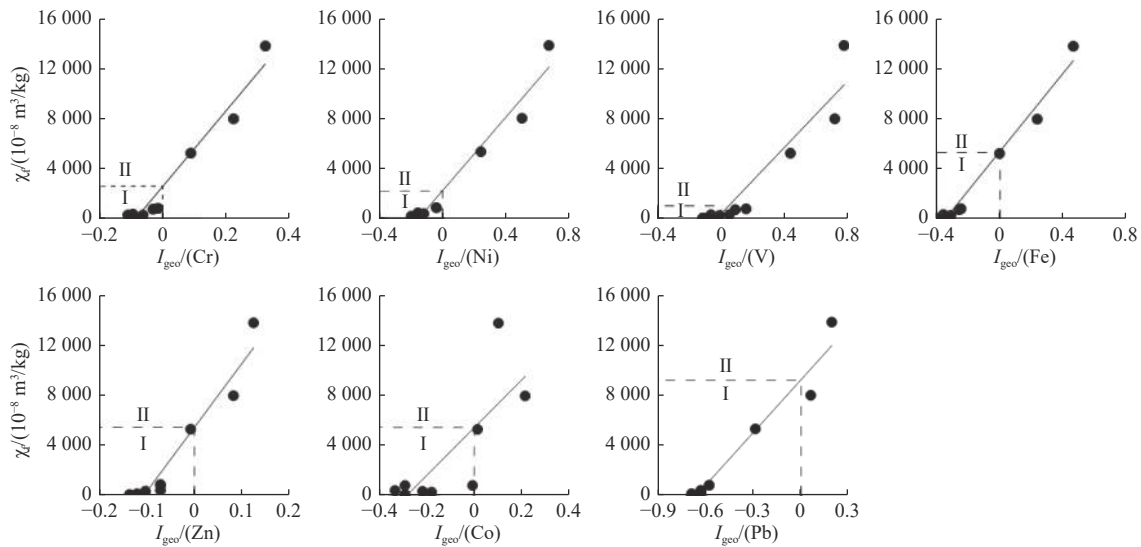 16 000
12 000
8 000
4 000
0
χlf/(10⁻⁸ m³/kg)
II
I
−0.2 0 0.2 0.4
Igeo/(Cr)
16 000
12 000
8 000
4 000
0
II
I
−0.4 0 0.4 0.8
Igeo/(Ni)
16 000
12 000
8 000
4 000
0
II
I
−0.4 0 0.4 0.8
Igeo/(V)
16 000
12 000
8 000
4 000
0
II
I
−0.4 0 0.4 0.8
Igeo/(Fe)
16 000
12 000
8 000
4 000
0
χlf/(10⁻⁸ m³/kg)
II
I
−0.2 −0.1 0 0.1 0.2
Igeo/(Zn)
16 000
12 000
8 000
4 000
0
II
I
−0.4 −0.2 0 0.2 0.4
Igeo/(Co)
16 000
12 000
8 000
4 000
0
II
I
−0.9 −0.6 −0.3 0 0.3
Igeo/(Pb)